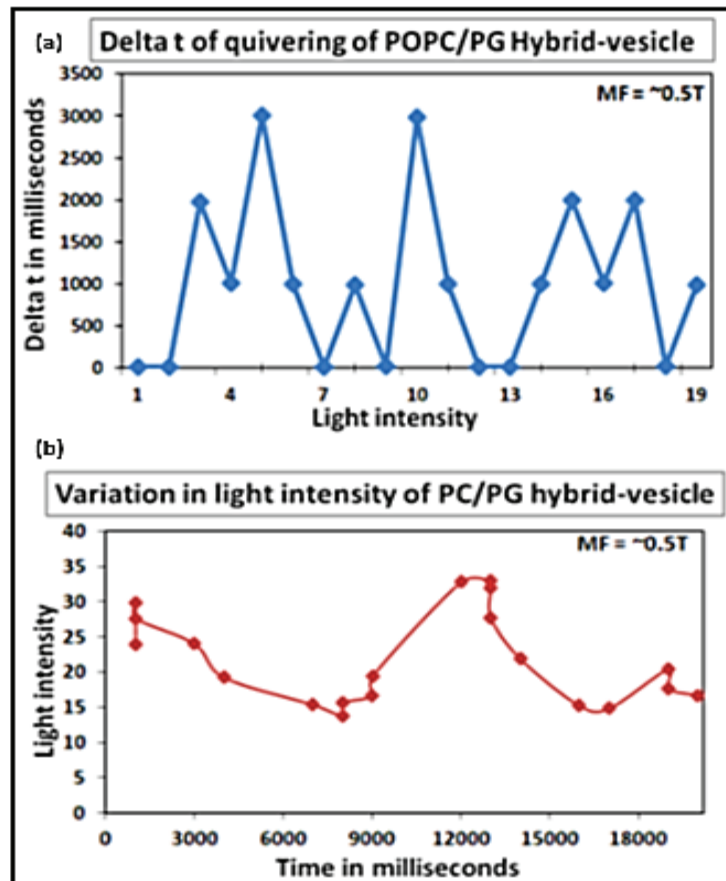 (a)
Delta t of quivering of POPC/PG Hybrid-vesicle
MF = ~0.5T
Delta t in milliseconds
3500
3000
2500
2000
1500
1000
500
0
1 4 7 10 13 16 19
Light intensity
(b)
Variation in light intensity of PC/PG hybrid-vesicle
MF = ~0.5T
Light intensity
40
35
30
25
20
15
10
5
0
0 3000 6000 9000 12000 15000 18000
Time in milliseconds